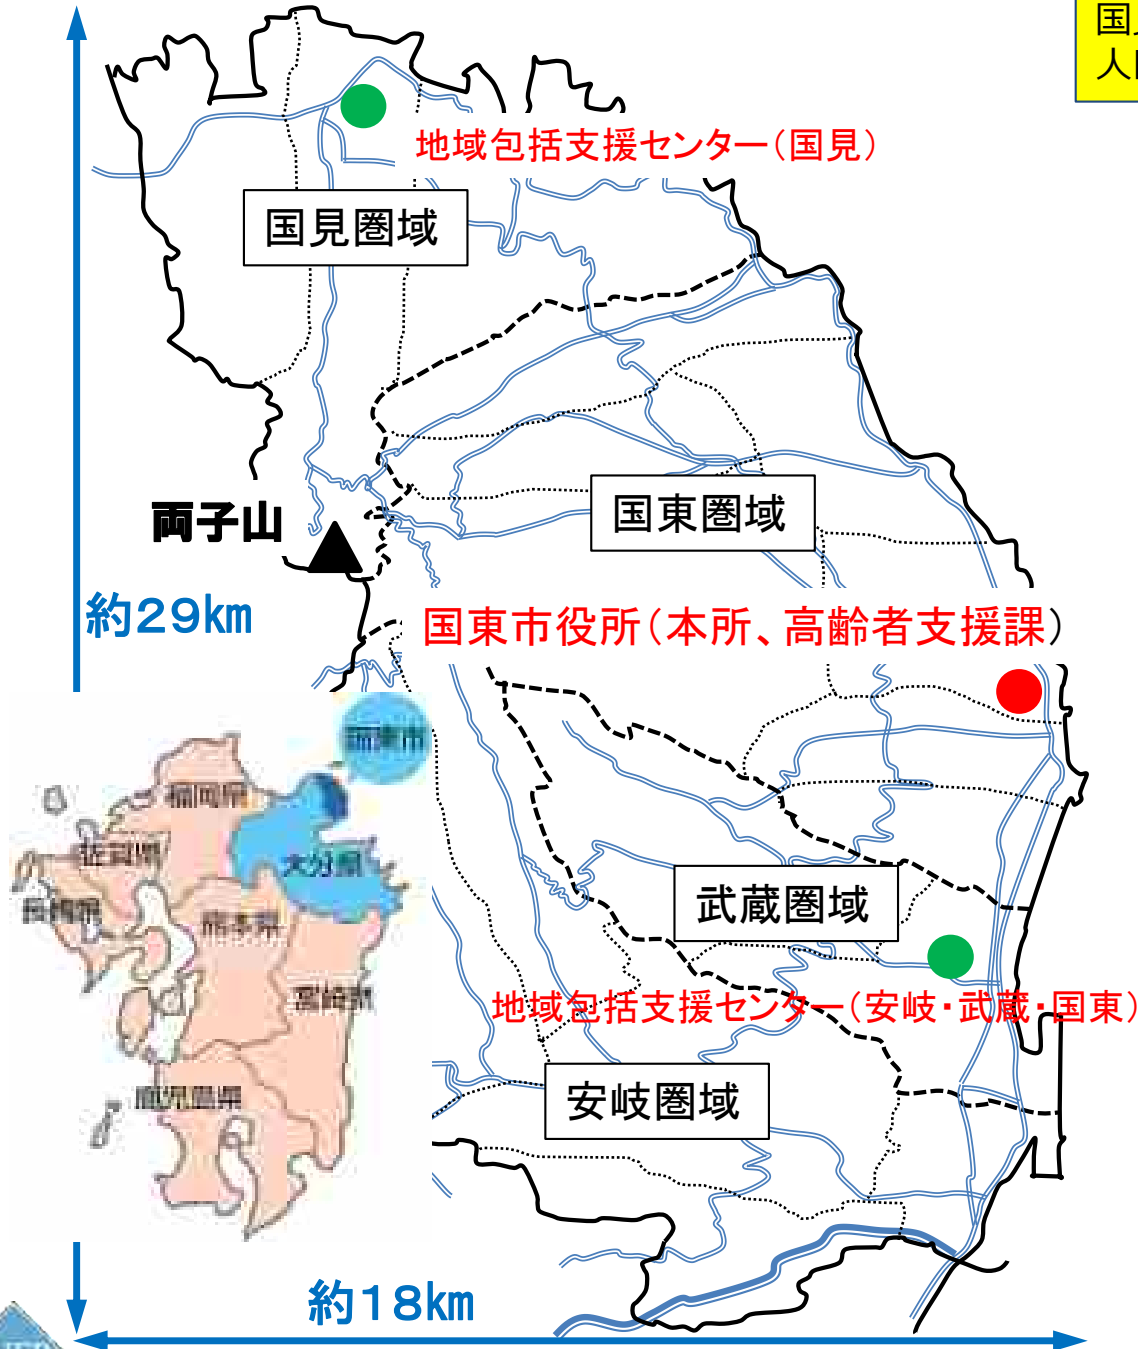 国
人
地域包括支援センター(国見)
国見圏域
国東圏域
両子山
約29km
国東市役所(本所、高齢者支援課)
国東市
福岡県
佐賀県
大分県
長崎県
熊本県
武蔵圏域
宮崎県
地域包括支援センター(安岐・武蔵・国東)
鹿児島県
安岐圏域
約18km